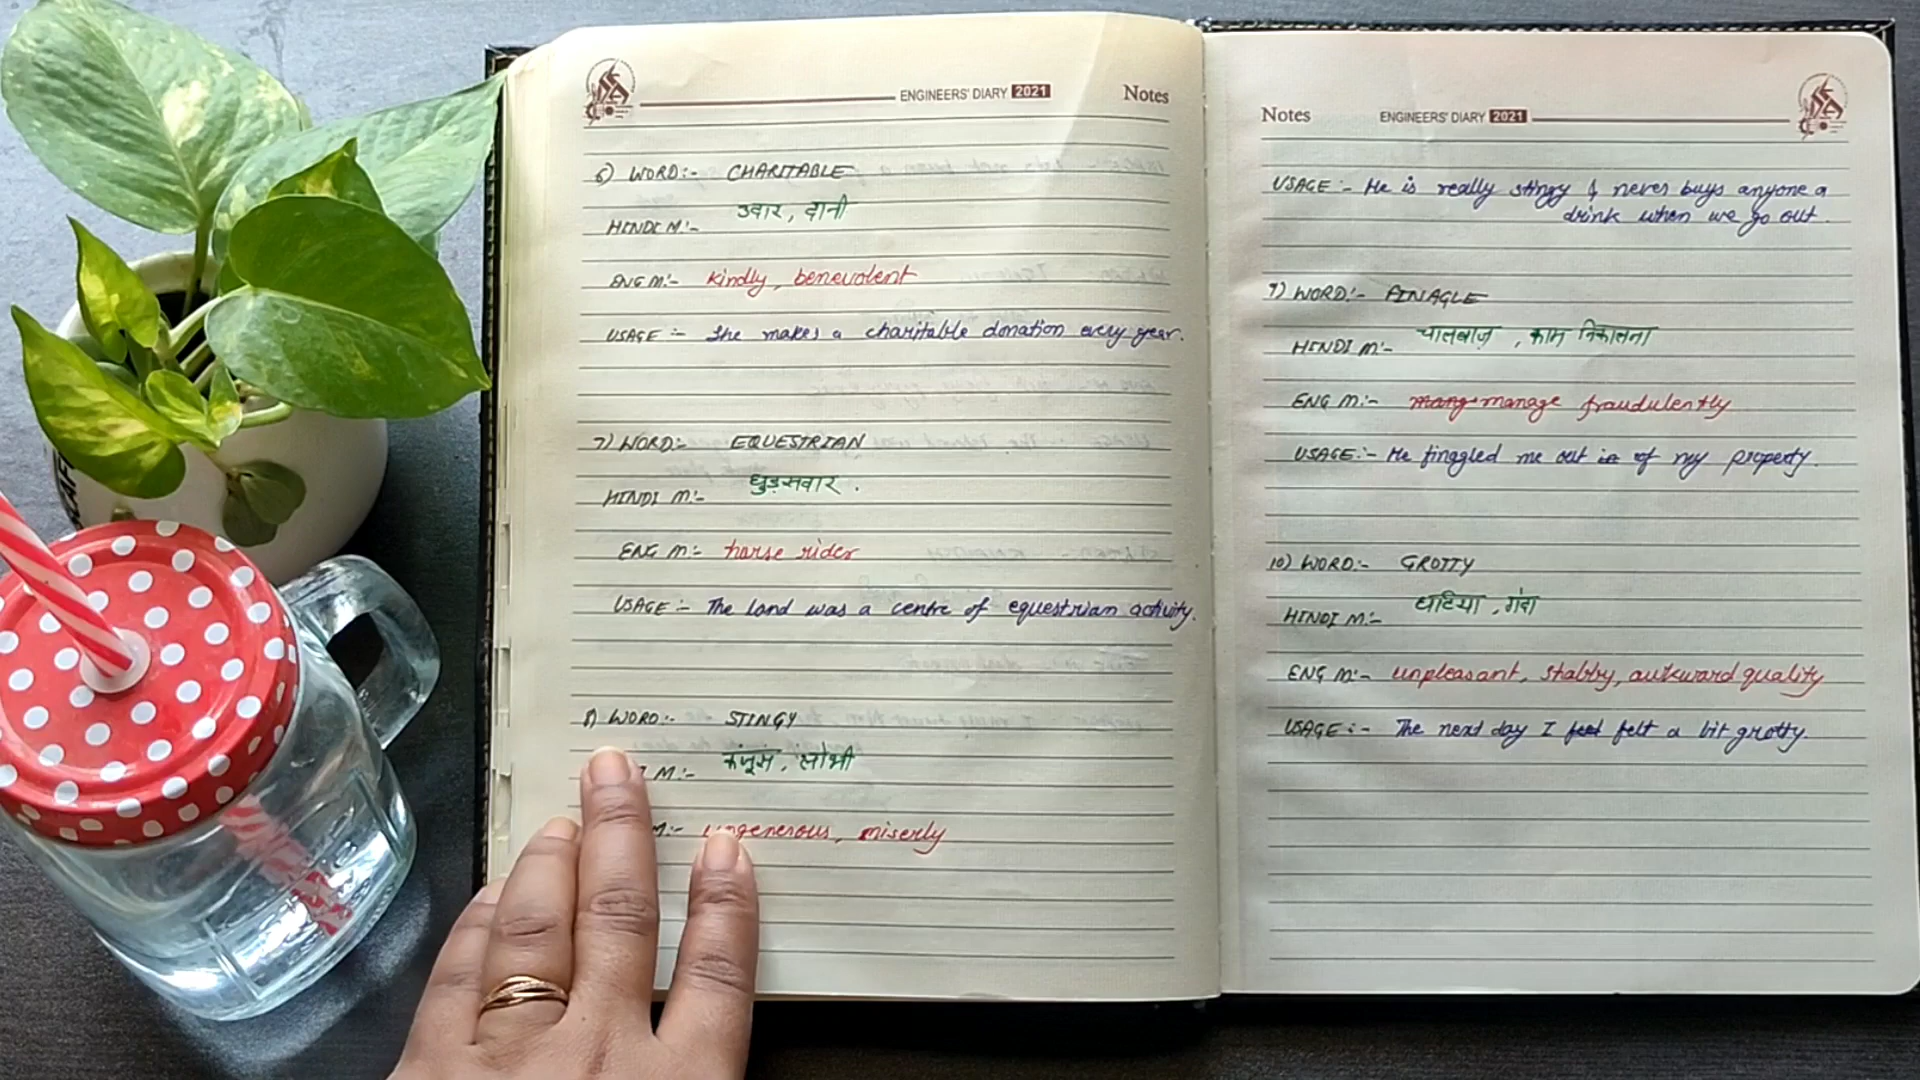 ENGINEERS' DIARY 2021 Notes
6) WORD:- CHARITABLE
HINDI M:- उदार, दानी
ENG M:- kindly, benevolent
USAGE:- She makes a charitable donation every year.
7) WORD:- EQUESTRIAN
HINDI M:- घुड़सवार.
ENG M:- horse rider
USAGE:- The land was a centre of equestrian activity.
8) WORD:- STINGY
M:- कंजूस, लोभी
M:- ungenerous, miserly
Notes ENGINEERS' DIARY 2021
USAGE:- He is really stingy & never buys anyone a
drink when we go out.
9) WORD:- FINAGLE
HINDI M:- चालबाज़, काम निकालना
ENG M:- manage fraudulently
USAGE:- He finagled me out of my property.
10) WORD:- GROTTY
HINDI M:- घटिया, गंदा
ENG M:- unpleasant, shabby, awkward quality
USAGE:- The next day I felt a bit grotty.